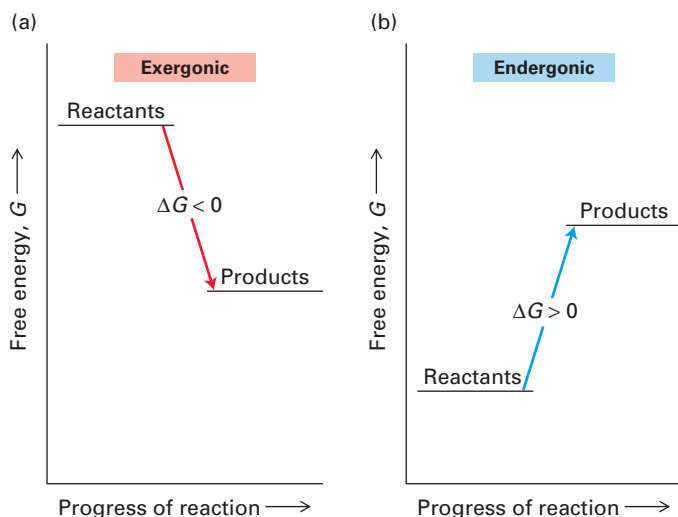 (a)
Exergonic
Reactants
ΔG < 0
Products
Free energy, G ⟶
Progress of reaction ⟶
(b)
Endergonic
Products
ΔG > 0
Reactants
Free energy, G ⟶
Progress of reaction ⟶